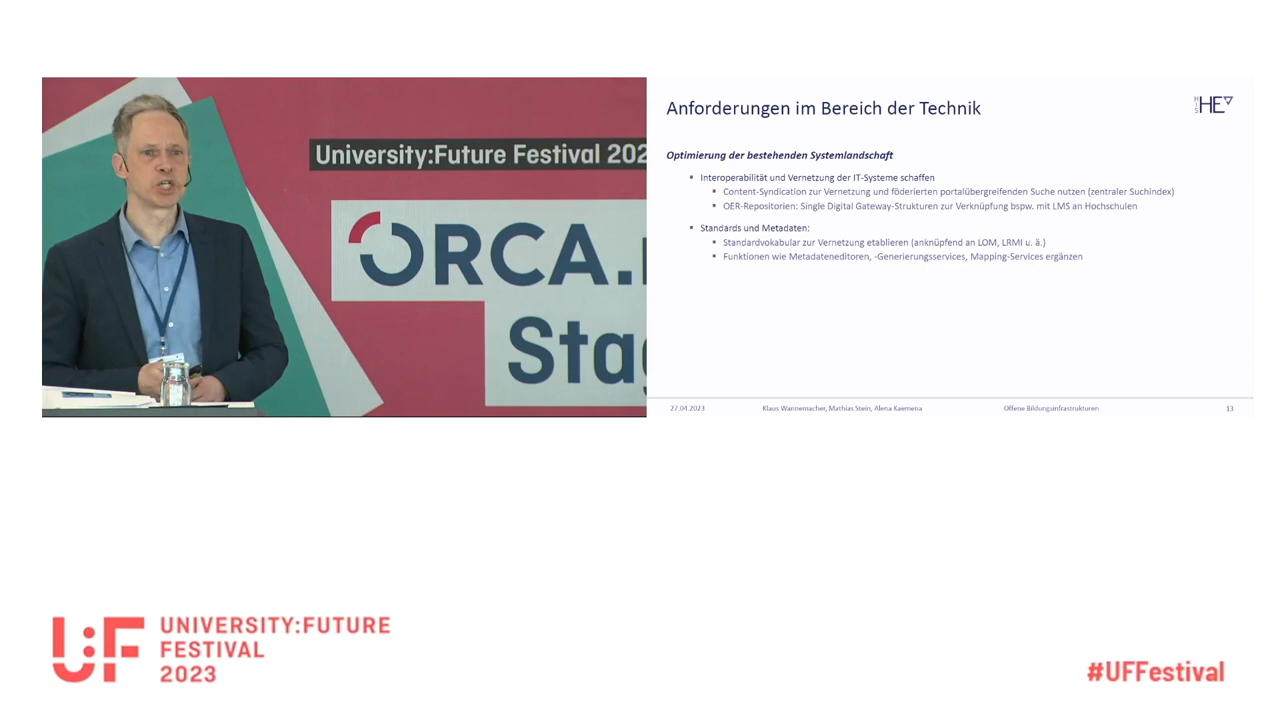 University:Future Festival 202
ORCA.
Stag
Anforderungen im Bereich der Technik
HIS HE
Optimierung der bestehenden Systemlandschaft
▪ Interoperabilität und Vernetzung der IT-Systeme schaffen
▪ Content-Syndication zur Vernetzung und föderierten portalübergreifenden Suche nutzen (zentraler Suchindex)
▪ OER-Repositorien: Single Digital Gateway-Strukturen zur Verknüpfung bspw. mit LMS an Hochschulen
▪ Standards und Metadaten:
▪ Standardvokabular zur Vernetzung etablieren (anknüpfend an LOM, LRMI u. ä.)
▪ Funktionen wie Metadateneditoren, -Generierungsservices, Mapping-Services ergänzen
27.04.2023 Klaus Wannemacher, Mathias Stein, Alena Kaemena Offene Bildungsinfrastrukturen 13
U:F
UNIVERSITY:FUTURE
FESTIVAL
2023
#UFFestival